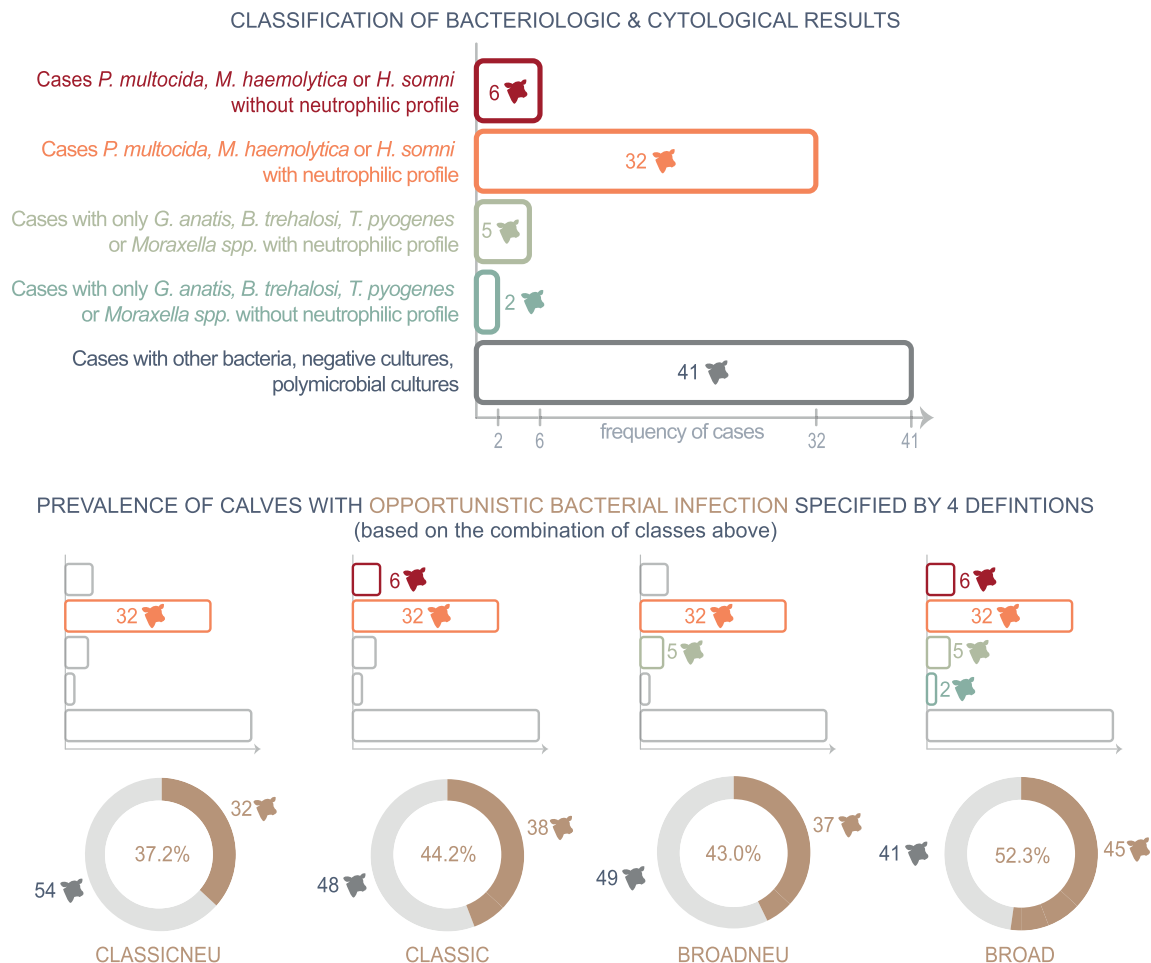 CLASSIFICATION OF BACTERIOLOGIC & CYTOLOGICAL RESULTS
Cases P. multocida, M. haemolytica or H. somni
without neutrophilic profile
6
Cases P. multocida, M. haemolytica or H. somni
with neutrophilic profile
32
Cases with only G. anatis, B. trehalosi, T. pyogenes
or Moraxella spp. with neutrophilic profile
5
Cases with only G. anatis, B. trehalosi, T. pyogenes
or Moraxella spp. without neutrophilic profile
2
Cases with other bacteria, negative cultures,
polymicrobial cultures
41
2 6 frequency of cases 32 41
PREVALENCE OF CALVES WITH OPPORTUNISTIC BACTERIAL INFECTION SPECIFIED BY 4 DEFINTIONS
(based on the combination of classes above)
6 6
32 32 32 32
5 5
2
32 38 37 45
37.2% 44.2% 43.0% 52.3%
54 48 49 41
CLASSICNEU CLASSIC BROADNEU BROAD